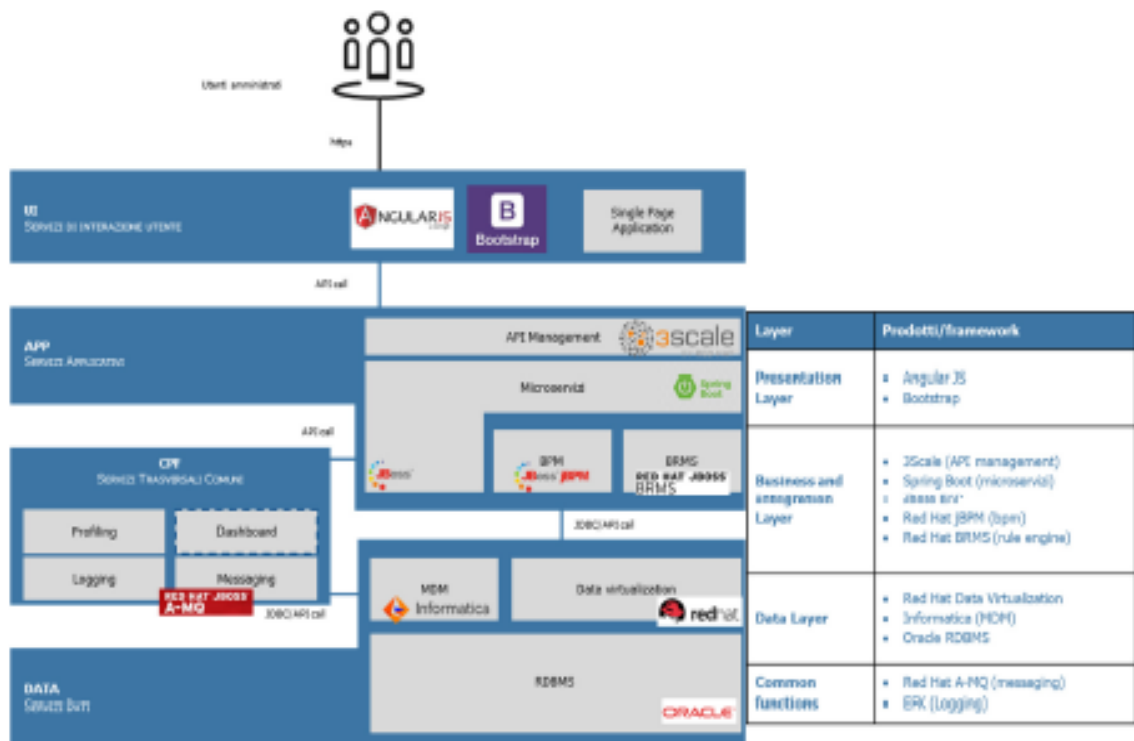 Utenti amministrati
https
UI
SERVIZI DI INTERAZIONE UTENTE
ANGULARJS
B
Bootstrap
Single Page
Application
API call
APP
SERVIZI APPLICATIVI
API Management
3scale
Microservizi
Spring
Boot
API call
CPF
SERVIZI TRASVERSALI COMUNI
JBoss
BPM
JBoss jBPM
BRMS
RED HAT JBOSS
BRMS
Profiling
Dashboard
Logging
Messaging
RED HAT JBOSS
A-MQ
JDBC/API call
JDBC/API call
MDM
Informatica
Data virtualization
redhat
DATA
SERVIZI DATI
RDBMS
ORACLE
Layer
Prodotti/framework
Presentation
Layer
• Angular JS
• Bootstrap
Business and
integration
Layer
• 3Scale (API management)
• Spring Boot (microservizi)
• Red Hat jBPM (bpm)
• Red Hat BRMS (rule engine)
Data Layer
• Red Hat Data Virtualization
• Informatica (MDM)
• Oracle RDBMS
Common
functions
• Red Hat A-MQ (messaging)
(Logging)